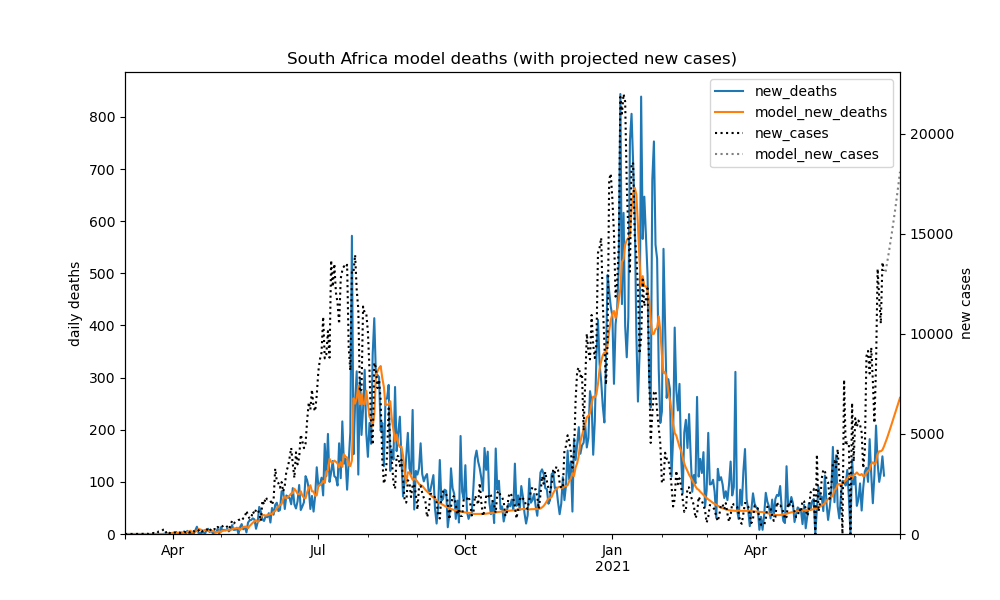 South Africa model deaths (with projected new cases)
new_deaths
model_new_deaths
new_cases
model_new_cases
daily deaths
800
700
600
500
400
300
200
100
0
20000
15000
10000
5000
0
new cases
Apr
Jul
Oct
Jan
2021
Apr